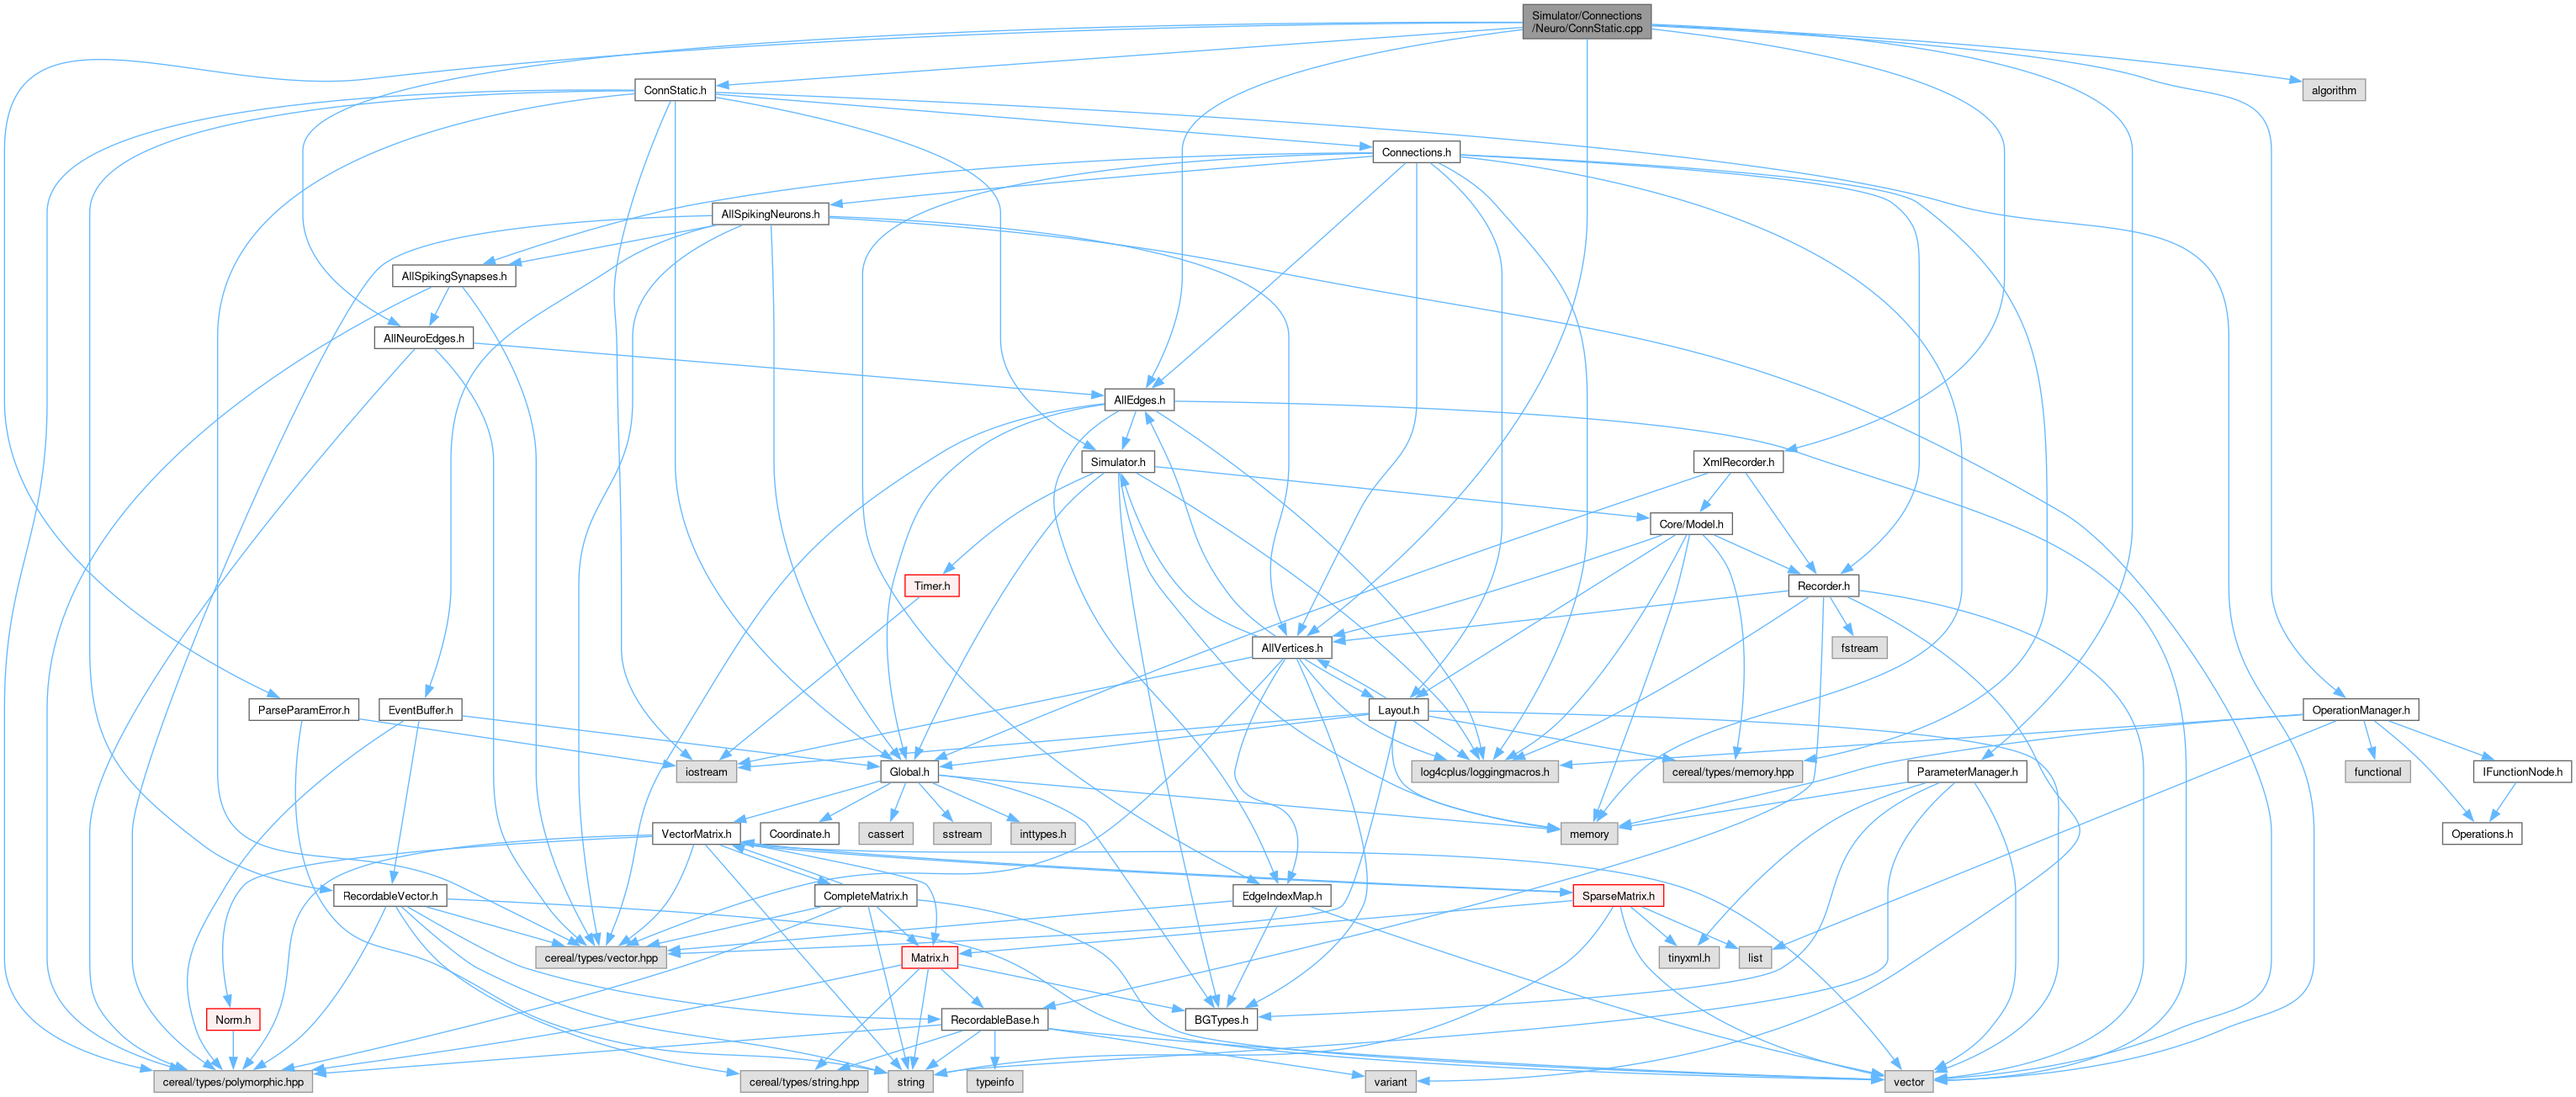 Simulator/Connections
/Neuro/ConnStatic.cpp
ConnStatic.h
algorithm
Connections.h
AllSpikingNeurons.h
AllSpikingSynapses.h
AllNeuroEdges.h
AllEdges.h
Simulator.h
XmlRecorder.h
Core/Model.h
Timer.h
Recorder.h
AllVertices.h
fstream
ParseParamError.h
EventBuffer.h
Layout.h
OperationManager.h
iostream
Global.h
log4cplus/loggingmacros.h
cereal/types/memory.hpp
ParameterManager.h
functional
IFunctionNode.h
VectorMatrix.h
Coordinate.h
cassert
sstream
inttypes.h
memory
Operations.h
RecordableVector.h
CompleteMatrix.h
EdgeIndexMap.h
SparseMatrix.h
cereal/types/vector.hpp
Matrix.h
tinyxml.h
list
Norm.h
RecordableBase.h
BGTypes.h
cereal/types/polymorphic.hpp
cereal/types/string.hpp
string
typeinfo
variant
vector